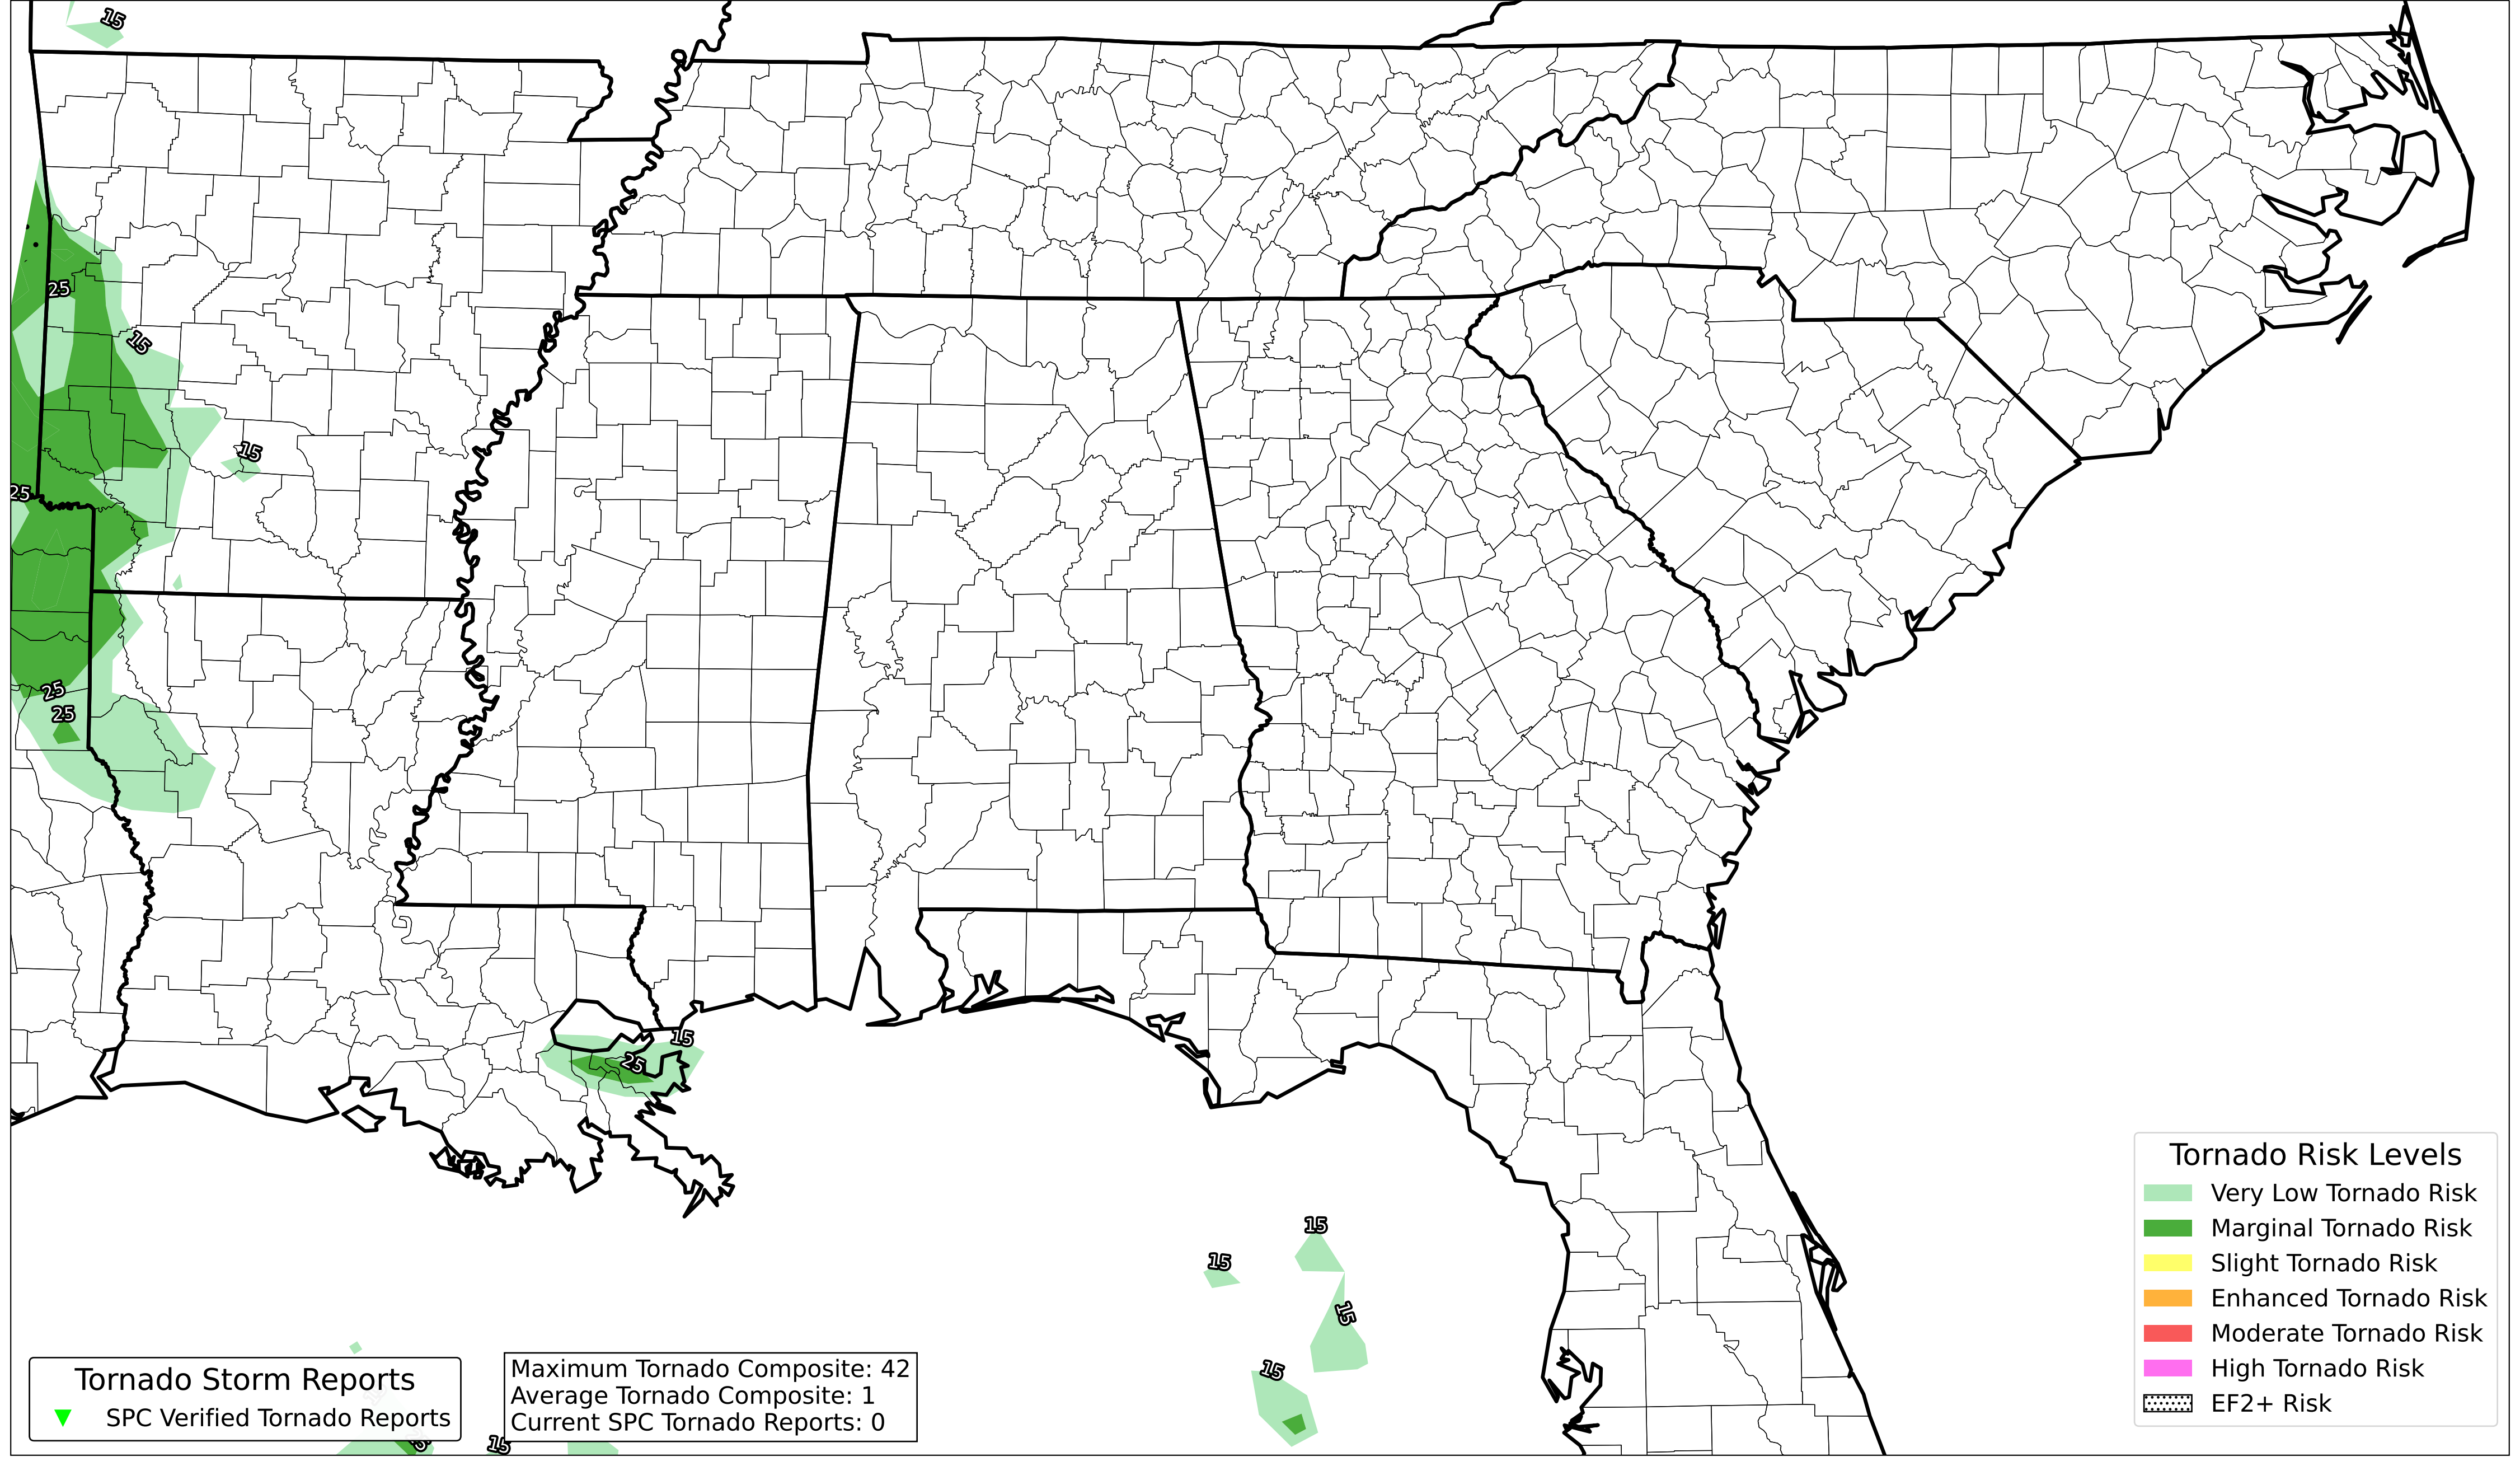 15
25
15
15
25
25
25
15
25
15
15
15
15
15
15
Tornado Risk Levels
Very Low Tornado Risk
Marginal Tornado Risk
Slight Tornado Risk
Enhanced Tornado Risk
Moderate Tornado Risk
High Tornado Risk
EF2+ Risk
Tornado Storm Reports
SPC Verified Tornado Reports
Maximum Tornado Composite: 42
Average Tornado Composite: 1
Current SPC Tornado Reports: 0